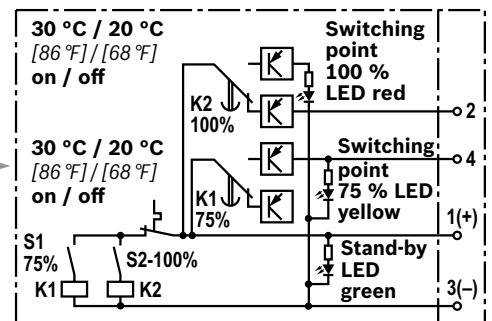 30 °C / 20 °C
[86 °F] / [68 °F]
on / off
Switching
point
100 %
LED red
K2
100%
2
30 °C / 20 °C
[86 °F] / [68 °F]
on / off
K1
75%
Switching
point
75 % LED
yellow
4
1(+)
S1
75%
S2-100%
K1
K2
Stand-by
LED
green
3(–)